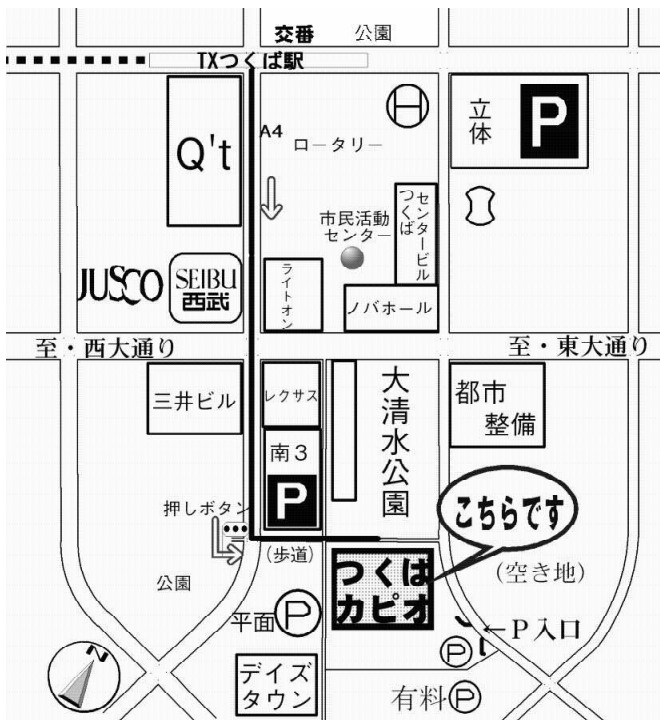 交番
公園
TXつくば駅
Q't
A4
ロータリー
H
立体
P
市民活動
センター
つくば
センタービル
JUSCO
SEIBU
西武
ライトオン
ノバホール
至・西大通り
至・東大通り
三井ビル
レクサス
大清水公園
都市
整備
南3
P
押しボタン
こちらです
(歩道)
つくば
カピオ
(空き地)
公園
平面
P
←P入口
P
N
デイズ
タウン
有料P